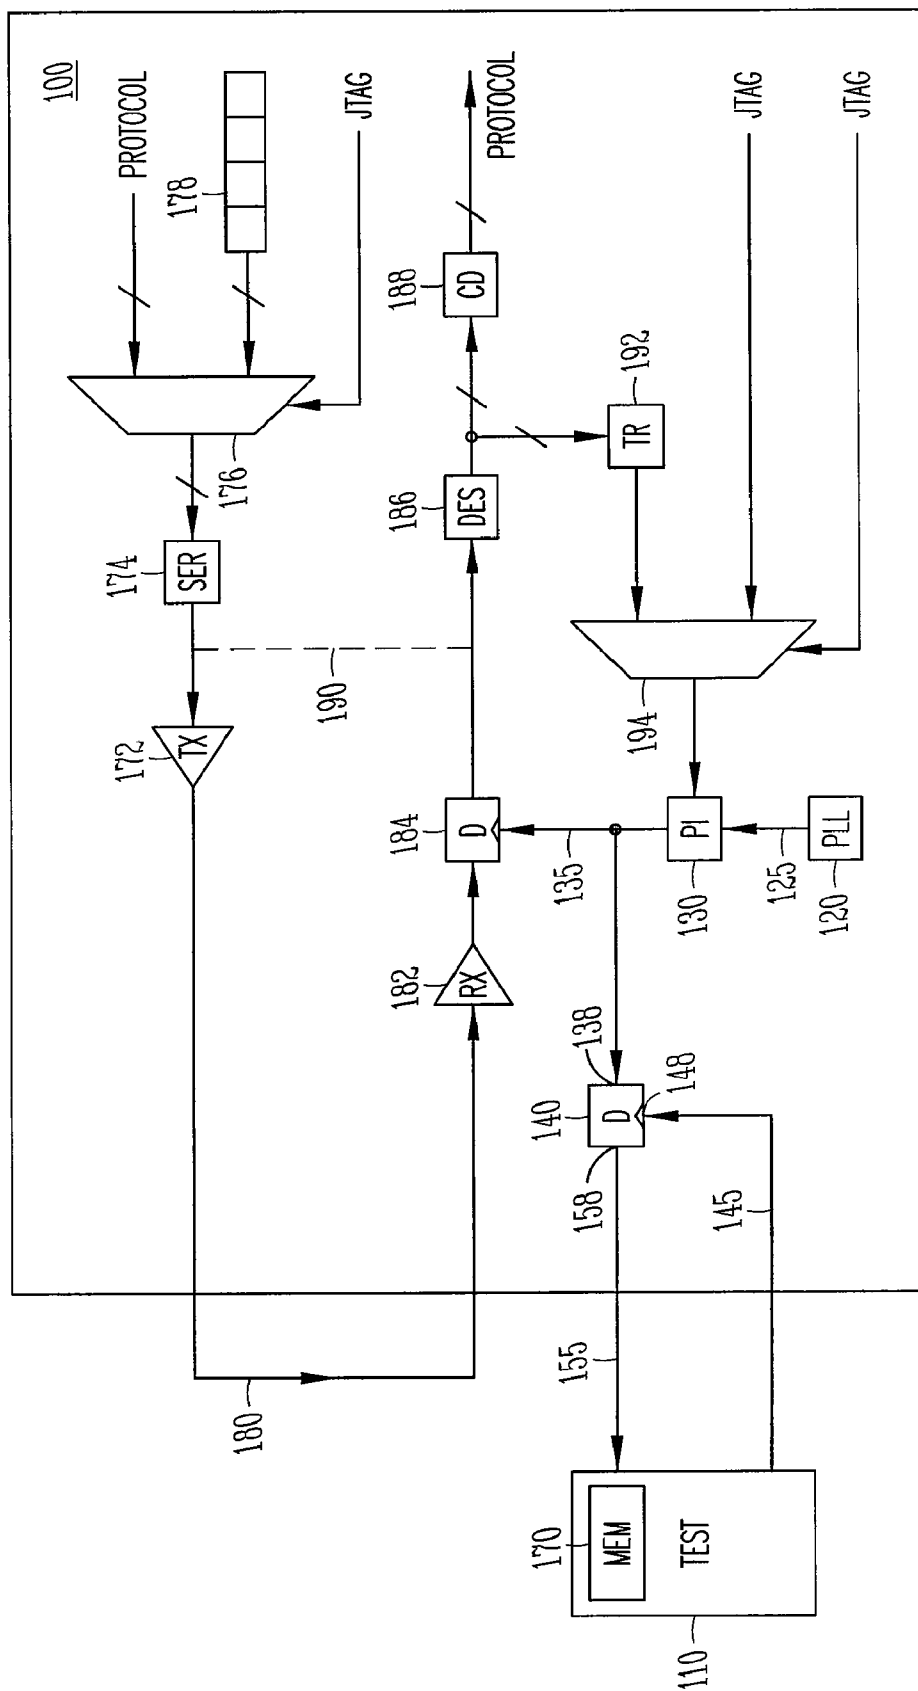 100
PROTOCOL
178
JTAG
176
174
SER
172
TX
190
180
PROTOCOL
188
CD
186
DES
184
D
182
RX
192
TR
JTAG
JTAG
194
135
130
PI
125
120
PLL
138
140
D
148
158
155
145
170
MEM
TEST
110